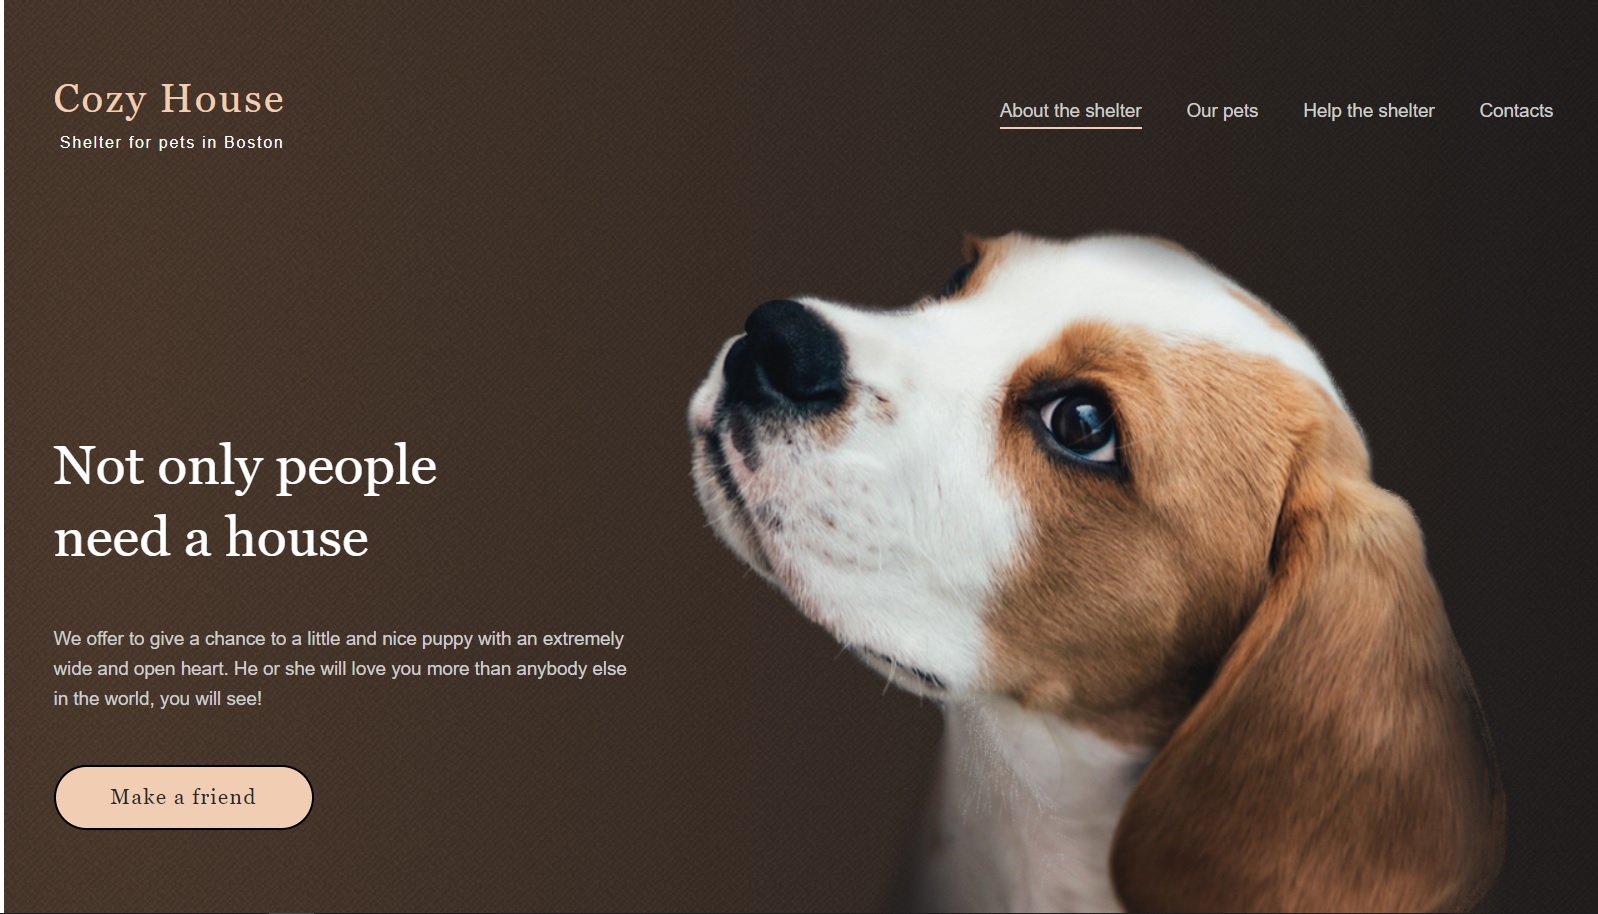 Cozy House
Shelter for pets in Boston
About the shelter
Our pets
Help the shelter
Contacts
Not only people
need a house
We offer to give a chance to a little and nice puppy with an extremely
wide and open heart. He or she will love you more than anybody else
in the world, you will see!
Make a friend